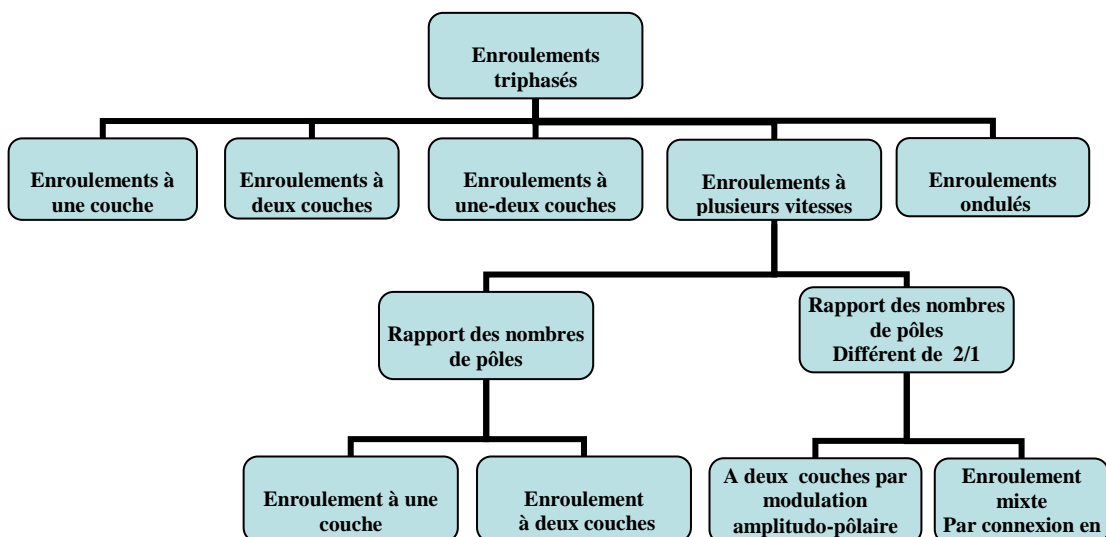 Enroulements
triphasés
Enroulements à
une couche
Enroulements à
deux couches
Enroulements à
une-deux couches
Enroulements à
plusieurs vitesses
Enroulements
ondulés
Rapport des nombres
de pôles
Rapport des nombres
de pôles
Différent de 2/1
Enroulement à une
couche
Enroulement
à deux couches
A deux couches par
modulation
amplitudo-pôlaire
Enroulement
mixte
Par connexion en